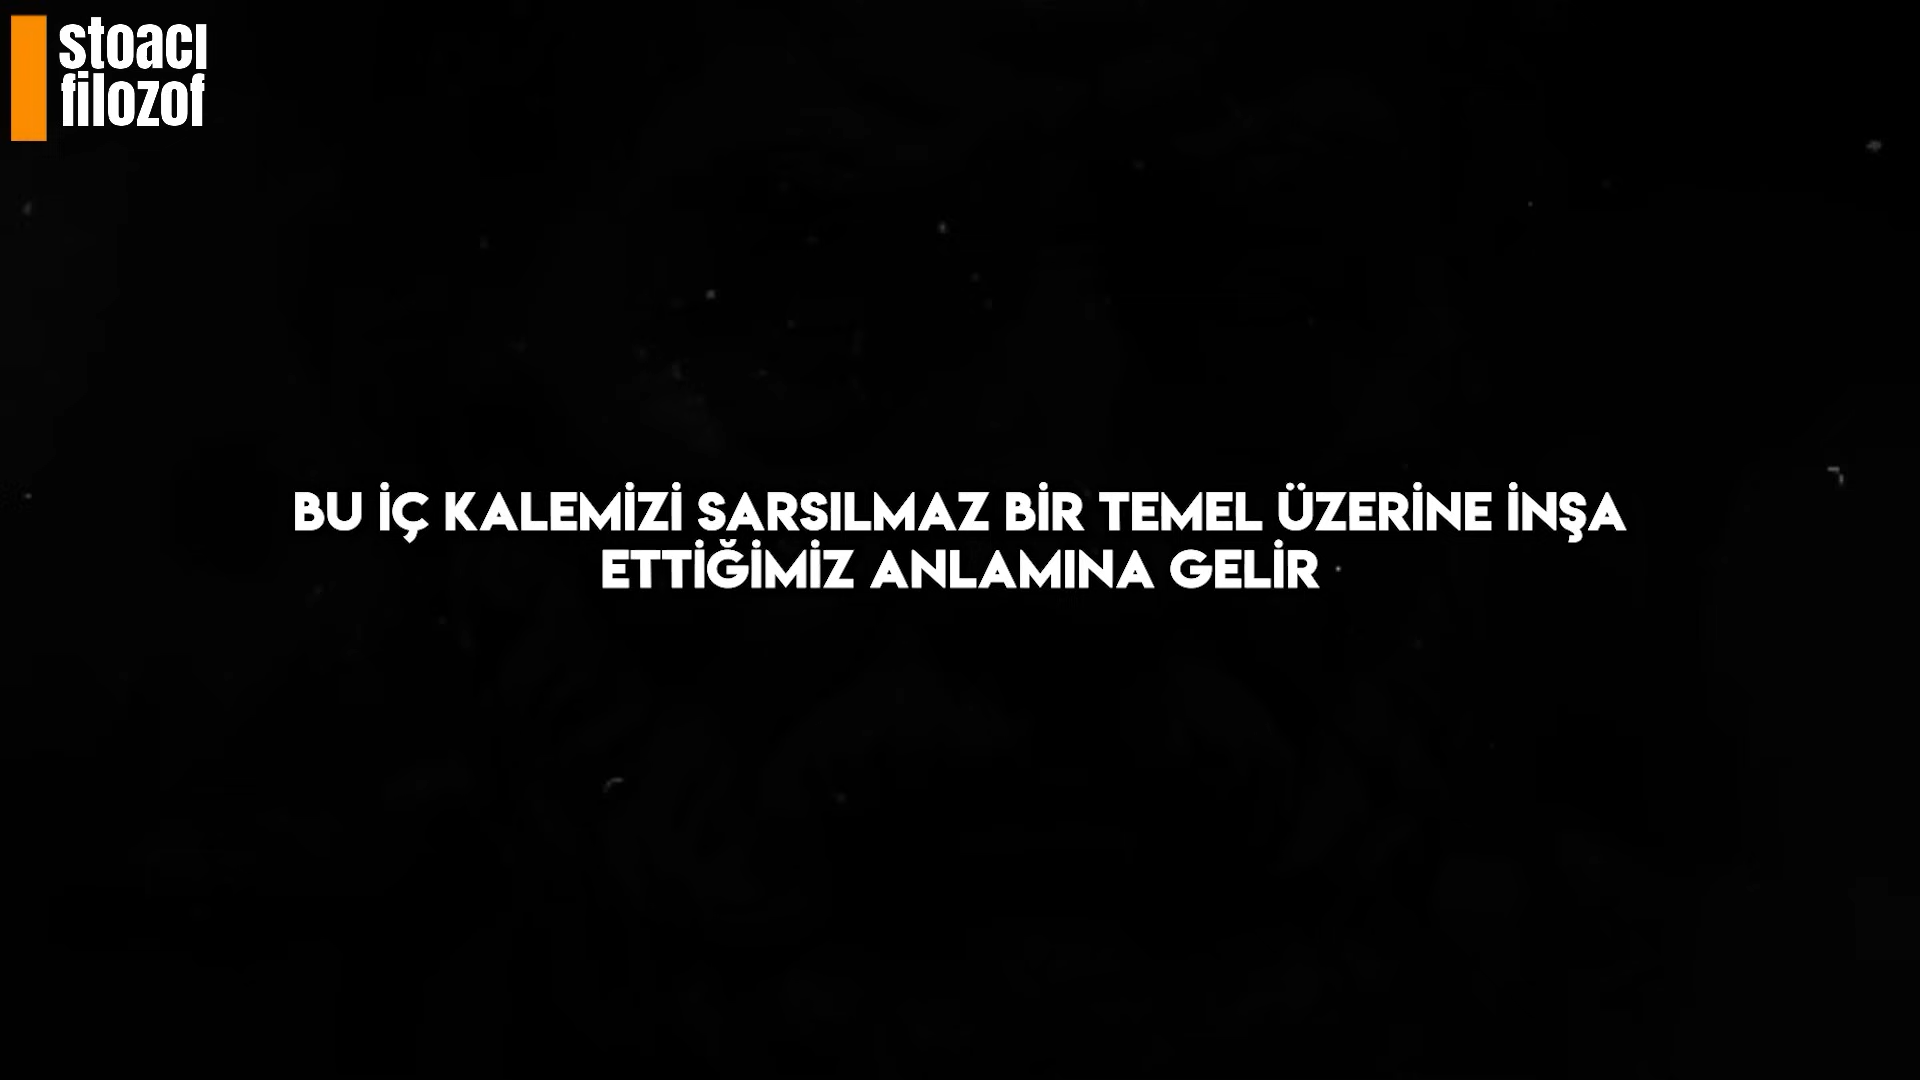 stoacı
filozof
BU İÇ KALEMİZİ SARSILMAZ BİR TEMEL ÜZERİNE İNŞA
ETTİĞİMİZ ANLAMINA GELİR